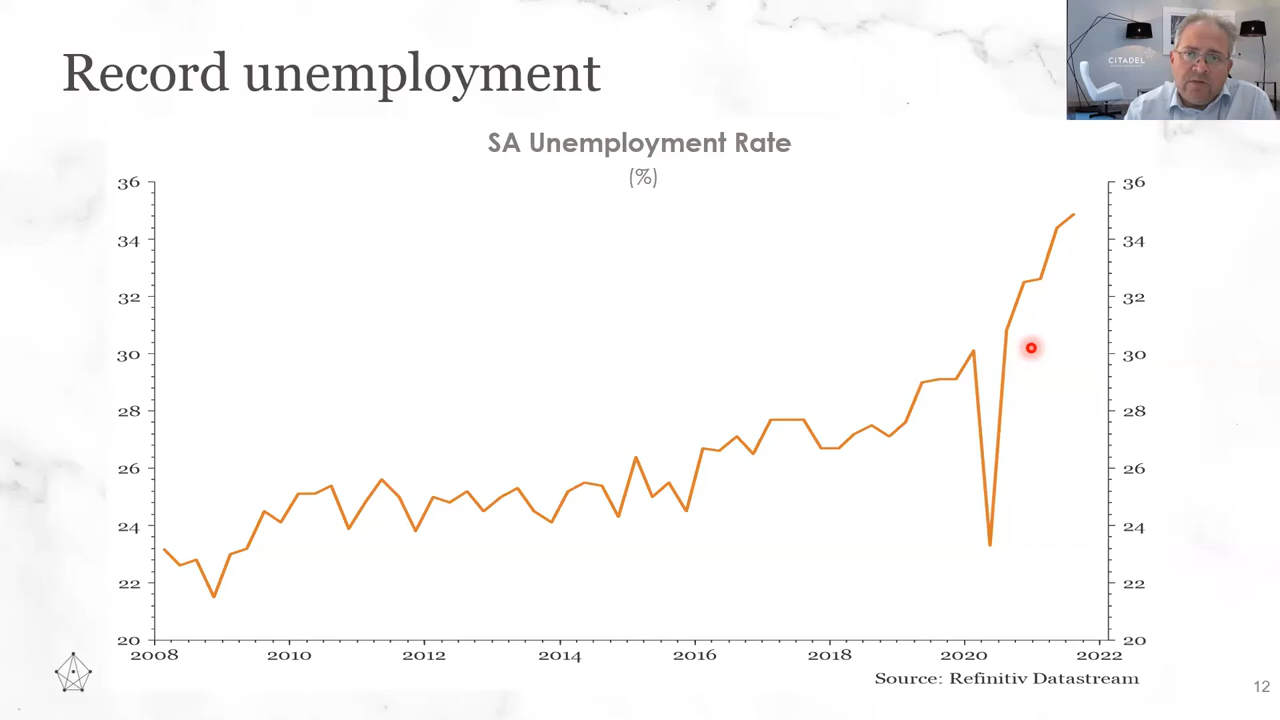 Record unemployment
CITADEL
SA Unemployment Rate
(%)
36 36
34 34
32 32
30 30
28 28
26 26
24 24
22 22
20 20
2008 2010 2012 2014 2016 2018 2020 2022
Source: Refinitiv Datastream
12